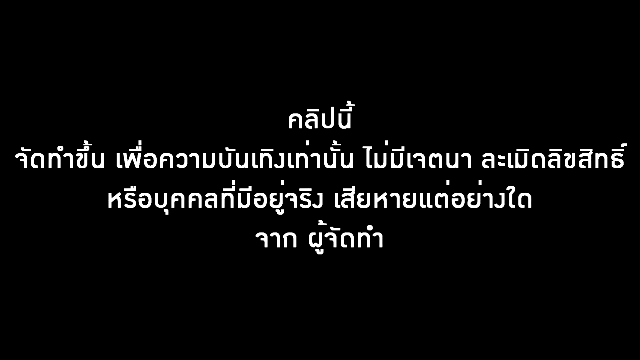 คลิปนี้
จัดทำขึ้น เพื่อความบันเทิงเท่านั้น ไม่มีเจตนา ละเมิดลิขสิทธิ์
หรือบุคคลที่มีอยู่จริง เสียหายแต่อย่างใด
จาก ผู้จัดทำ